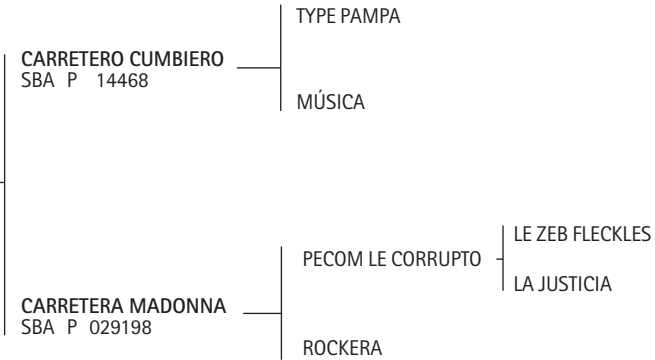 TYPE PAMPA
CARRETERO CUMBIERO
SBA P 14468
MÚSICA
LE ZEB FLECKLES
PECOM LE CORRUPTO
LA JUSTICIA
CARRETERA MADONNA
SBA P 029198
ROCKERA